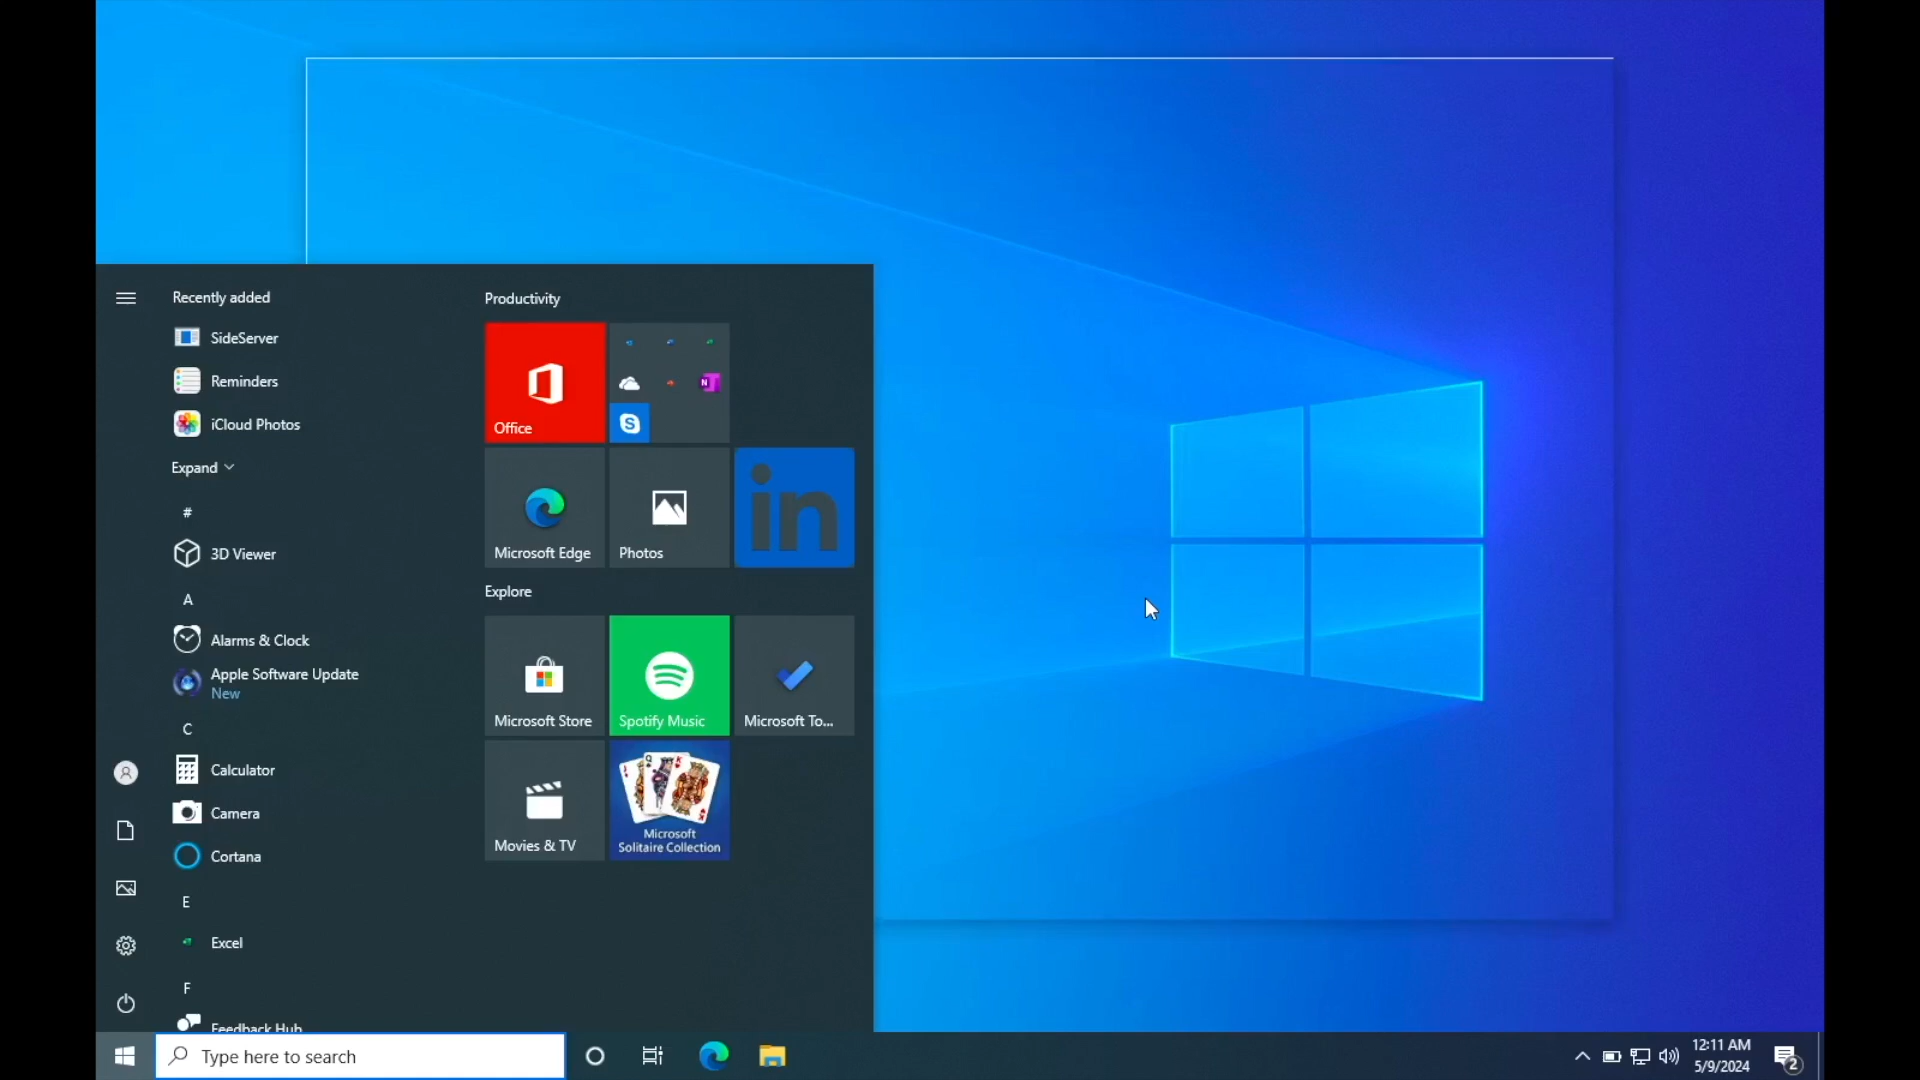 Recently added
SideServer
Reminders
iCloud Photos
Expand
#
3D Viewer
A
Alarms & Clock
Apple Software Update
New
C
Calculator
Camera
Cortana
E
Excel
F
Feedback Hub
Productivity
Office
N
S
Microsoft Edge
Photos
in
Explore
Microsoft Store
Spotify Music
Microsoft To...
Movies & TV
Microsoft
Solitaire Collection
Type here to search
12:11 AM
5/9/2024
2